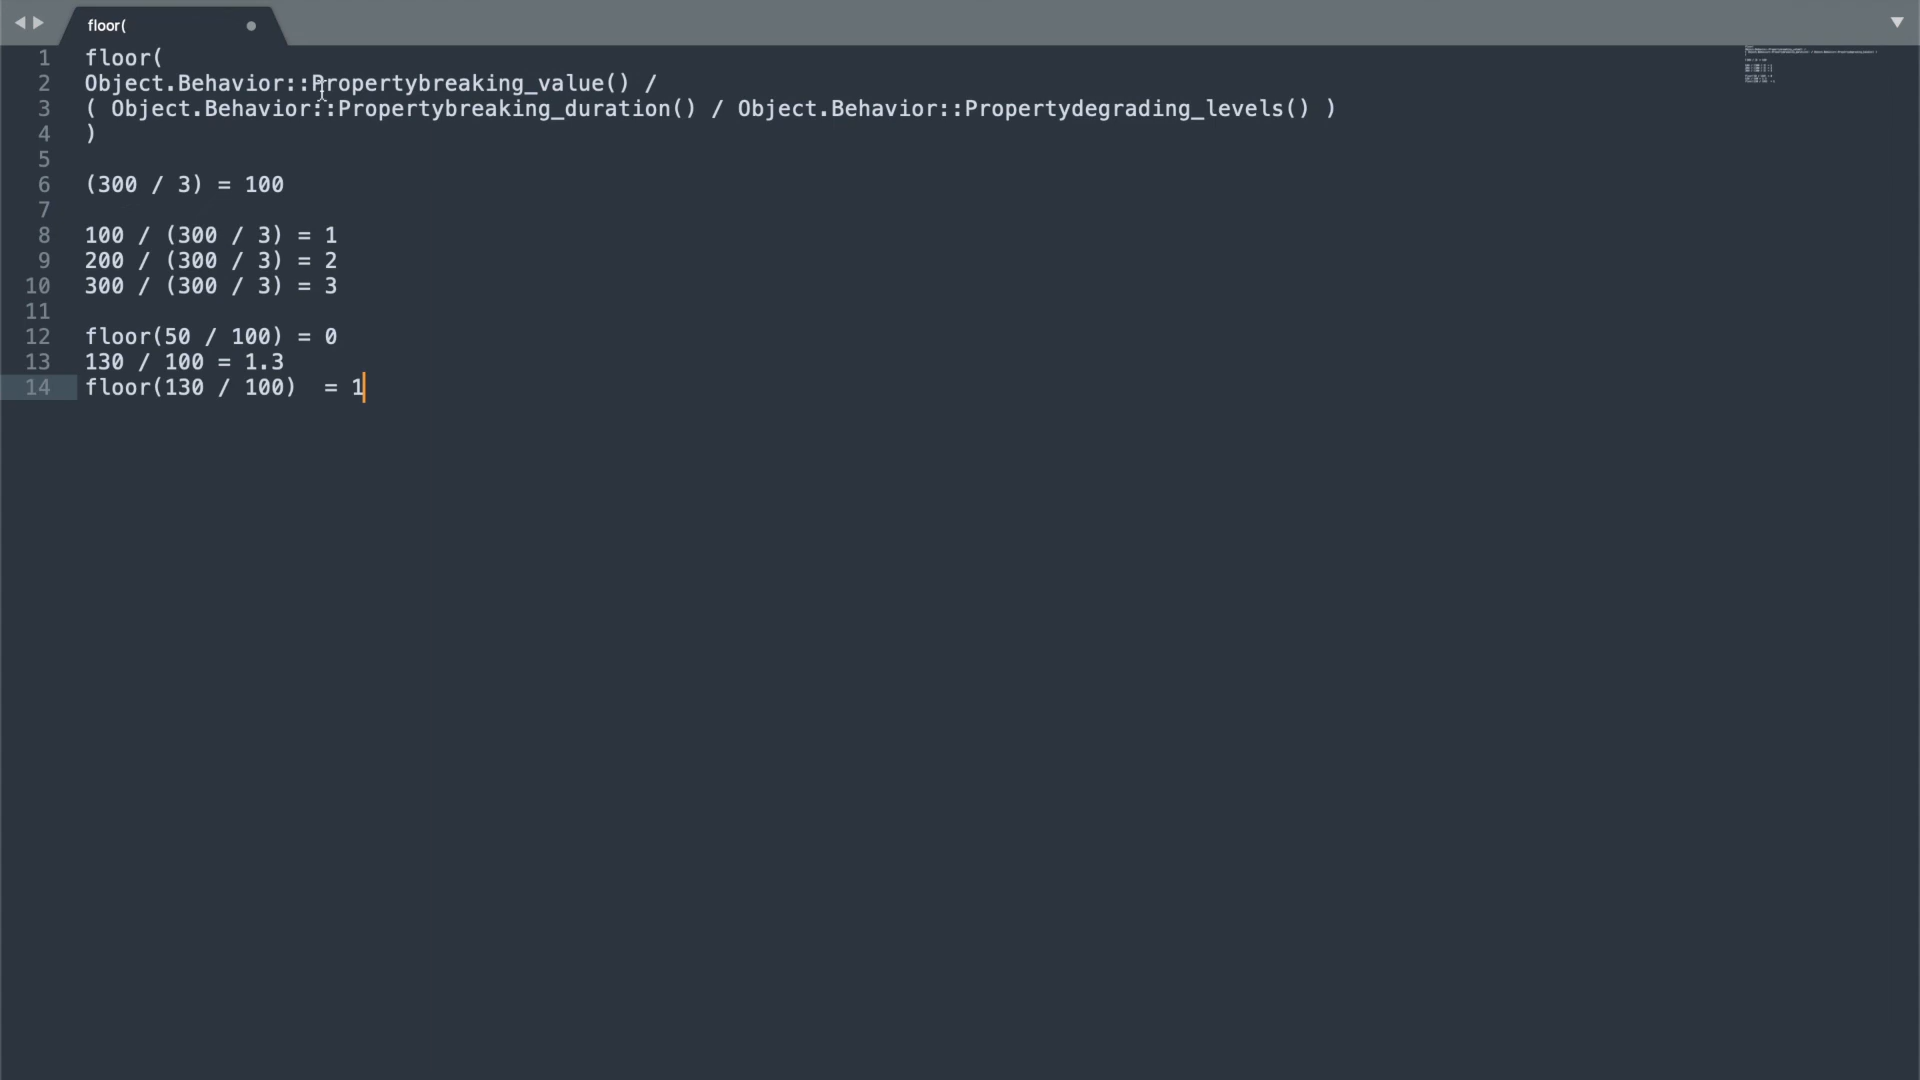 floor(
1 floor(
2 Object.Behavior::Propertybreaking_value() /
3 ( Object.Behavior::Propertybreaking_duration() / Object.Behavior::Propertydegrading_levels() )
4 )
5
6 (300 / 3) = 100
7
8 100 / (300 / 3) = 1
9 200 / (300 / 3) = 2
10 300 / (300 / 3) = 3
11
12 floor(50 / 100) = 0
13 130 / 100 = 1.3
14 floor(130 / 100)  = 1